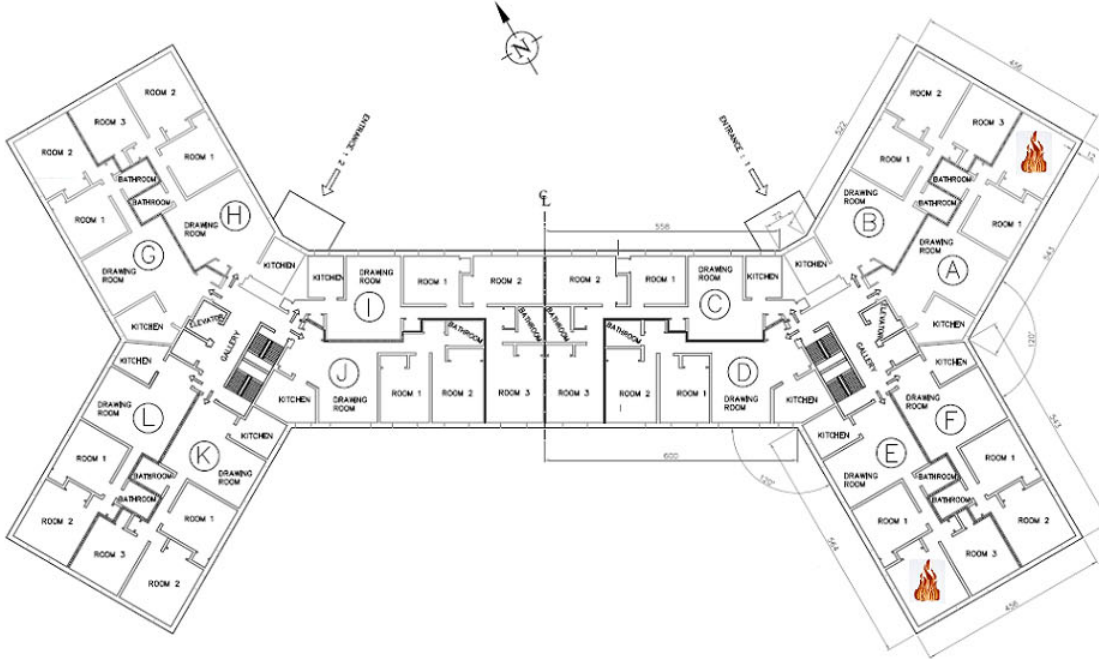 N
ENTRANCE : 2
ENTRANCE : 1
ROOM 2
ROOM 3
ROOM 2
ROOM 1
BATHROOM
BATHROOM
ROOM 1
DRAWING
ROOM
H
DRAWING
ROOM
G
KITCHEN
KITCHEN
ELEVATOR
GALLERY
KITCHEN
DRAWING
ROOM
I
ROOM 1
ROOM 2
BATHROOM
BATHROOM
KITCHEN
J
DRAWING
ROOM
ROOM 1
ROOM 2
ROOM 3
KITCHEN
DRAWING
ROOM
L
ROOM 1
ROOM 2
BATHROOM
BATHROOM
KITCHEN
K
DRAWING
ROOM
ROOM 1
ROOM 3
ROOM 2
℄
558
72
522
456
12
543
120°
543
600
120°
564
456
ROOM 2
ROOM 1
DRAWING
ROOM
C
KITCHEN
BATHROOM
BATHROOM
ROOM 3
ROOM 2
ROOM 1
D
DRAWING
ROOM
KITCHEN
ROOM 2
ROOM 3
ROOM 1
BATHROOM
BATHROOM
DRAWING
ROOM
B
KITCHEN
ROOM 1
DRAWING
ROOM
A
KITCHEN
ELEVATOR
GALLERY
KITCHEN
DRAWING
ROOM
F
ROOM 1
ROOM 2
KITCHEN
E
DRAWING
ROOM
BATHROOM
BATHROOM
ROOM 1
ROOM 3